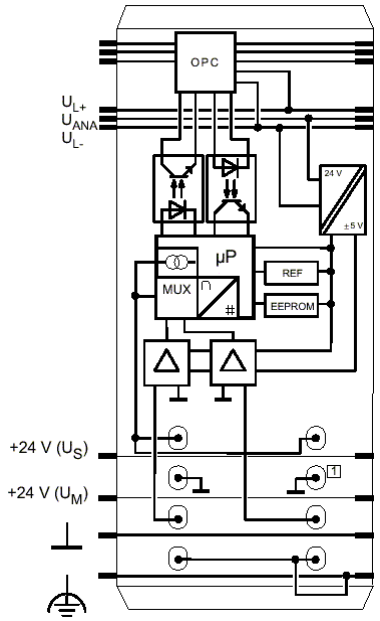 OPC
UL+
UANA
UL-
24 V
±5 V
µP
REF
MUX
∩
#
EEPROM
+24 V (US)
1
+24 V (UM)